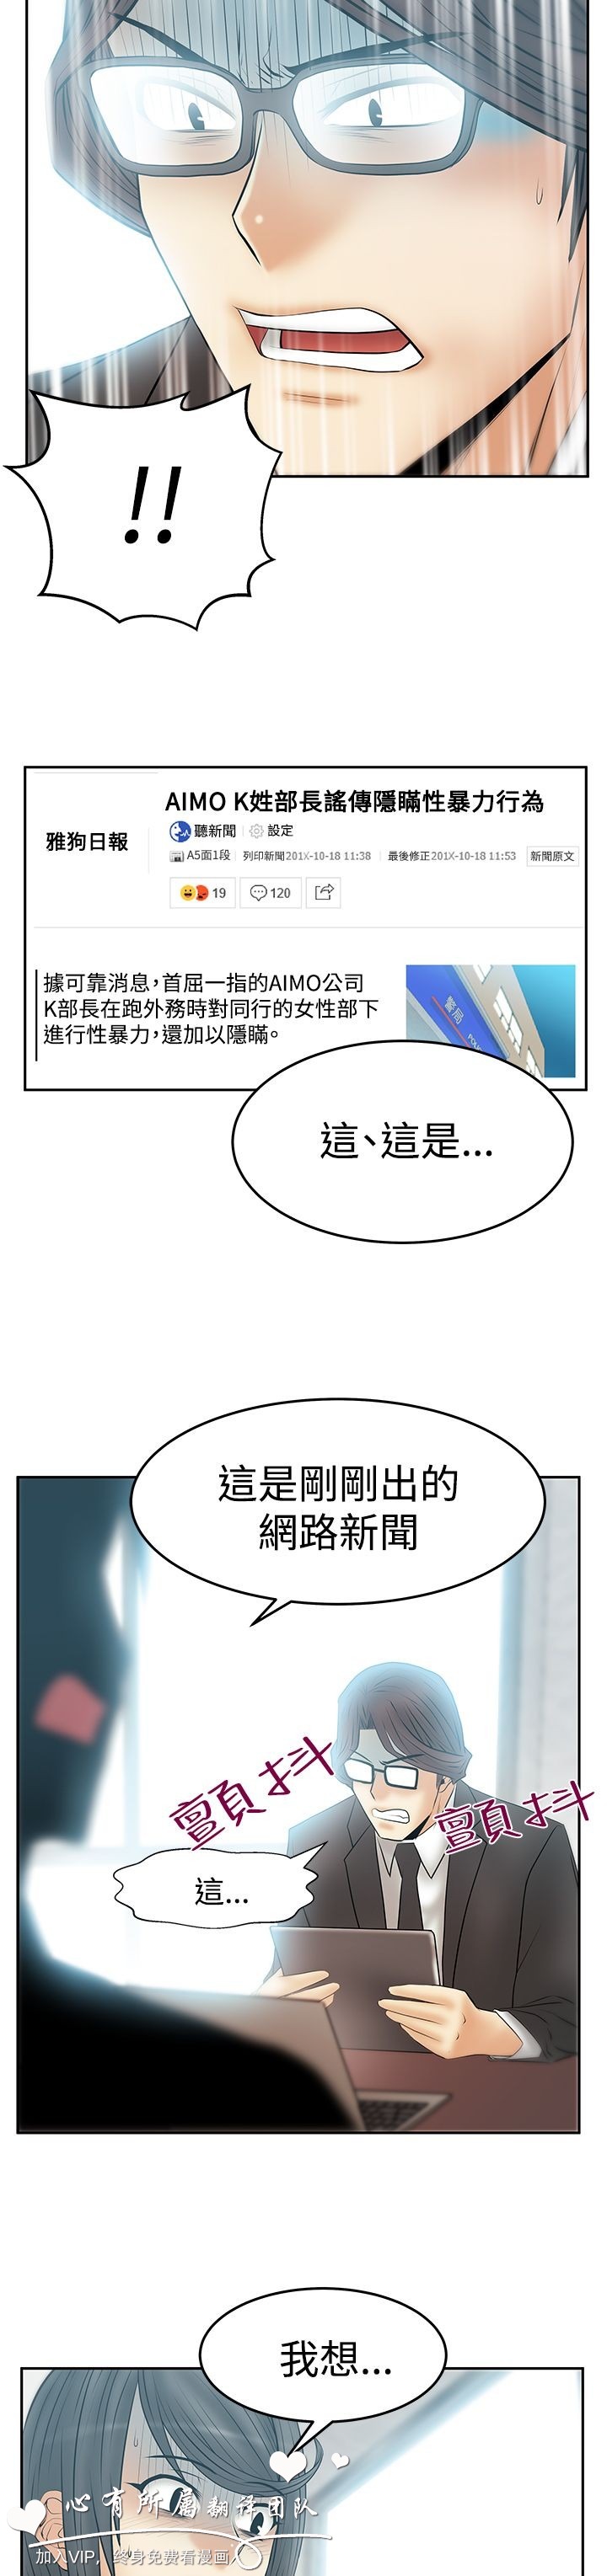 !!
AIMO K姓部長謠傳隱瞞性暴力行為
雅狗日報
聽新聞 設定
A5面1段 列印新聞201X-10-18 11:38 最後修正201X-10-18 11:53 新聞原文
19 120
據可靠消息，首屈一指的AIMO公司
K部長在跑外務時對同行的女性部下
進行性暴力，還加以隱瞞。
警局
這、這是...
這是剛剛出的
網路新聞
顫抖
顫抖
這...
我想...
心有所属翻译团队
加入VIP，终身免费看漫画